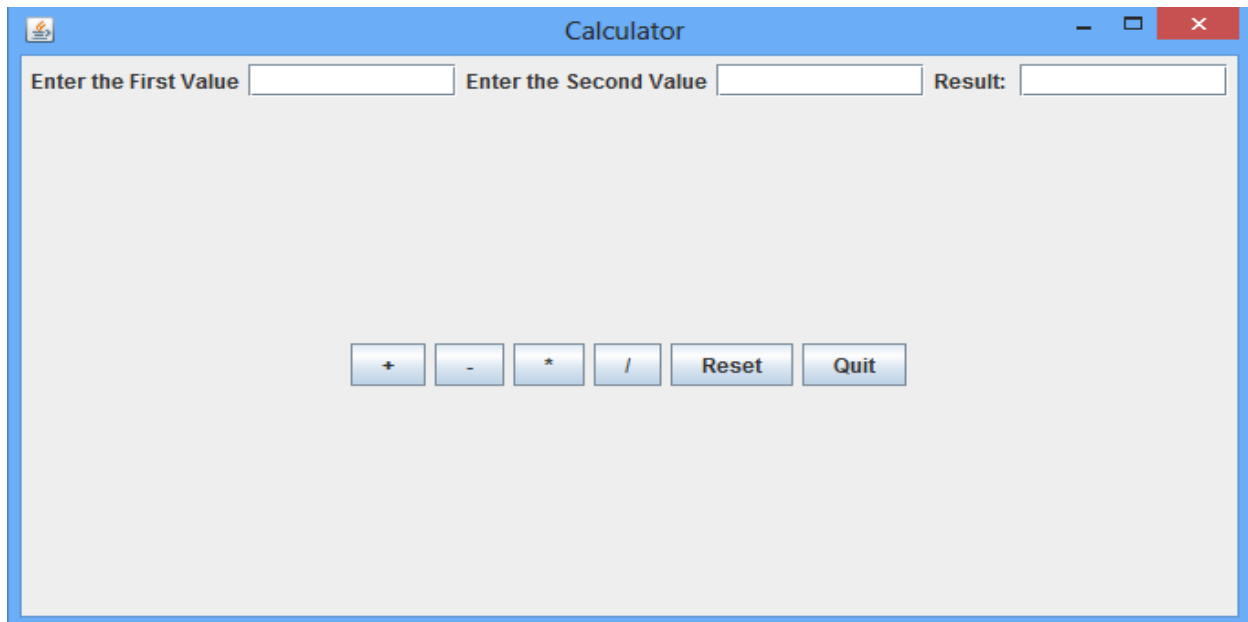 Calculator
Enter the First Value Enter the Second Value Result:
+ - * / Reset Quit